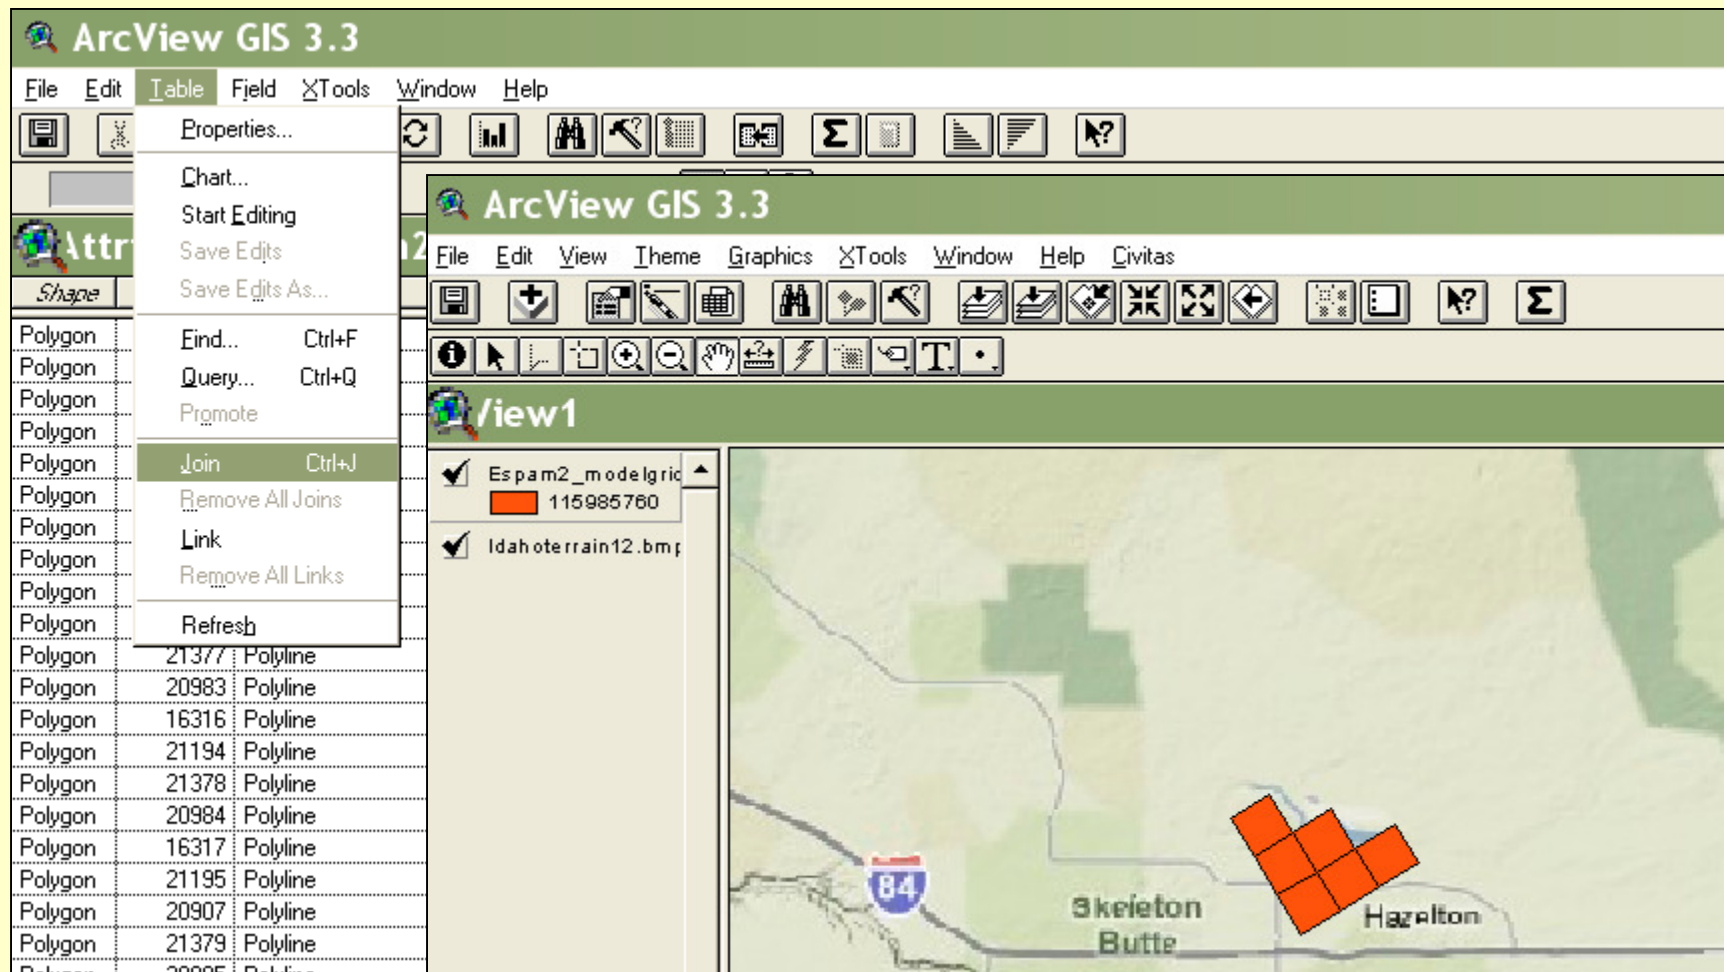 ArcView GIS 3.3
File Edit Table Field XTools Window Help
Properties...
Chart...
Start Editing
Save Edits
Save Edits As...
Find... Ctrl+F
Query... Ctrl+Q
Promote
Join Ctrl+J
Remove All Joins
Link
Remove All Links
Refresh
Shape
Polygon
Polygon
Polygon
Polygon
Polygon
Polygon
Polygon
Polygon
Polygon
Polygon
Polygon 21377 Polyline
Polygon 20983 Polyline
Polygon 16316 Polyline
Polygon 21194 Polyline
Polygon 21378 Polyline
Polygon 20984 Polyline
Polygon 16317 Polyline
Polygon 21195 Polyline
Polygon 20907 Polyline
Polygon 21379 Polyline
ArcView GIS 3.3
File Edit View Theme Graphics XTools Window Help Civitas
View1
Espam2_modelgrid
115985760
Idahoterrain12.bmp
84
Skeleton
Butte
Hazelton